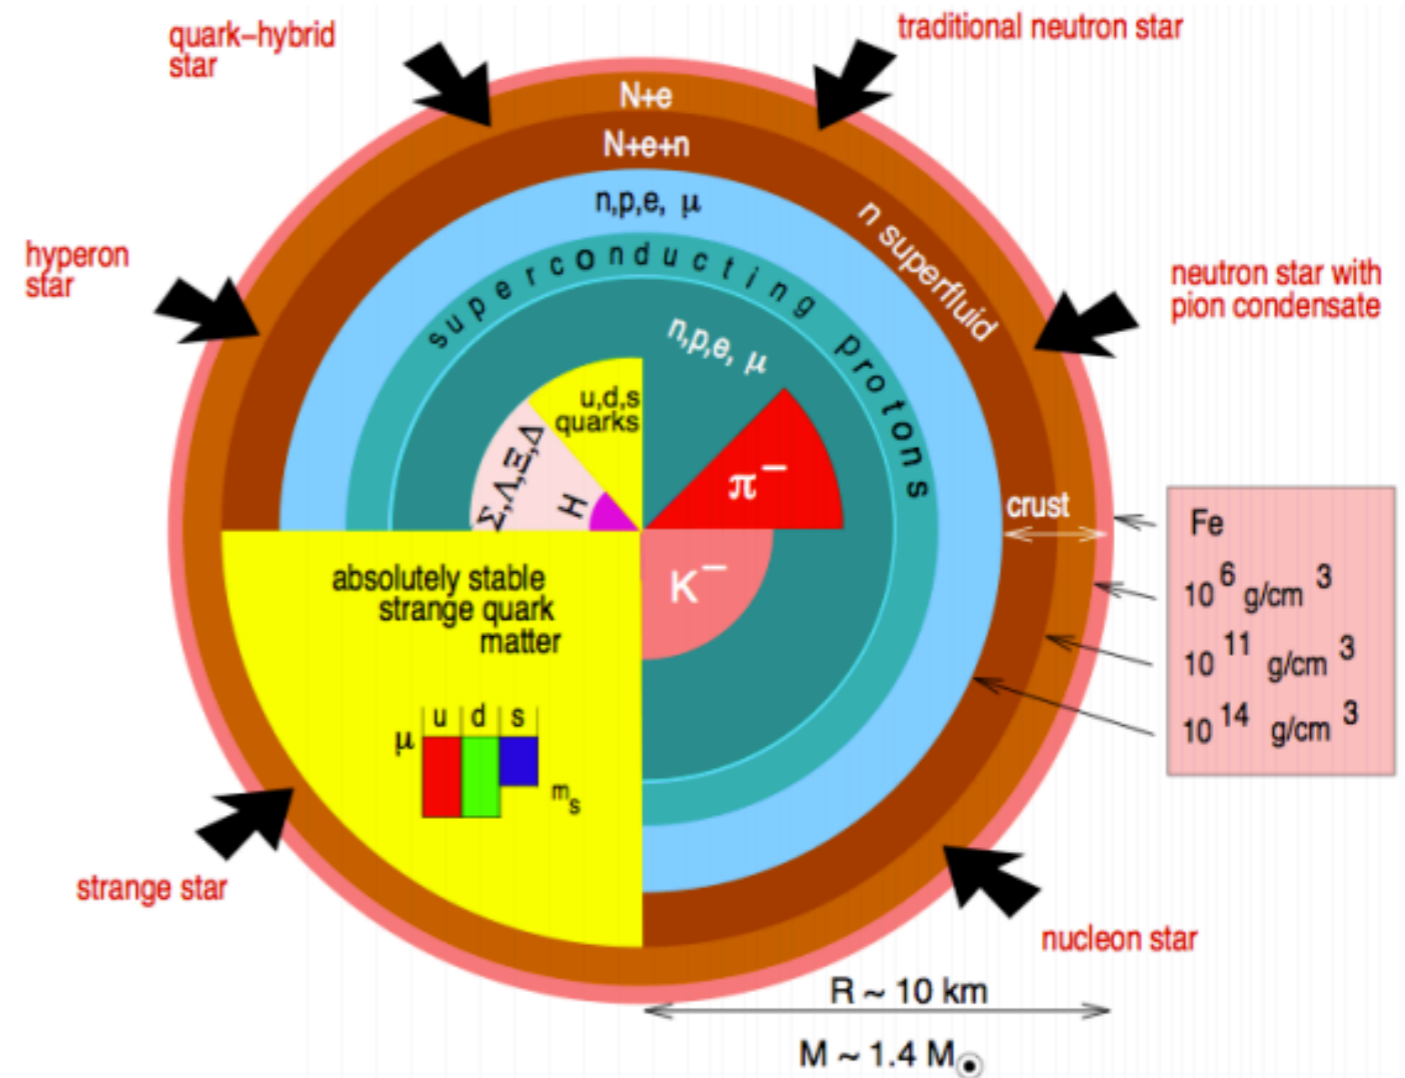 quark–hybrid
star
traditional neutron star
N+e
N+e+n
n,p,e, μ
n superfluid
hyperon
star
neutron star with
pion condensate
superconducting protons
n,p,e, μ
u,d,s
quarks
Σ,Λ,Ξ,Δ
H
π⁻
crust
Fe
10⁶ g/cm³
10¹¹ g/cm³
10¹⁴ g/cm³
K⁻
absolutely stable
strange quark
matter
u d s
μ
mₛ
strange star
nucleon star
R ~ 10 km
M ~ 1.4 M☉